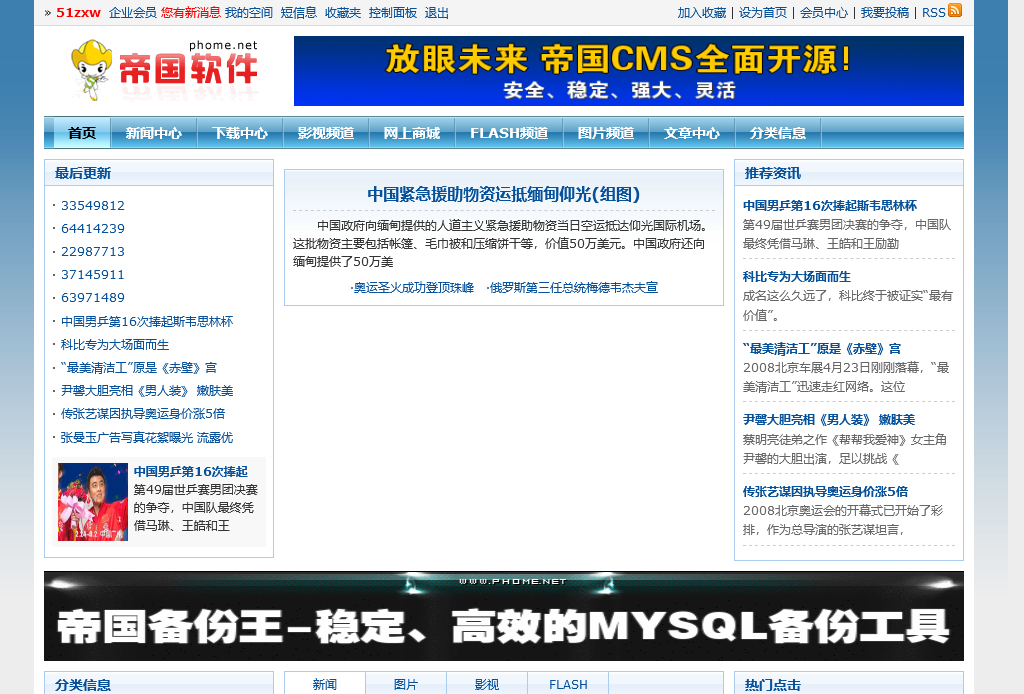 » 51zxw 企业会员 您有新消息 我的空间 短信息 收藏夹 控制面板 退出
加入收藏 | 设为首页 | 会员中心 | 我要投稿 | RSS
phome.net
帝国软件
放眼未来 帝国CMS全面开源!
安全、稳定、强大、灵活
首页 新闻中心 下载中心 影视频道 网上商城 FLASH频道 图片频道 文章中心 分类信息
最后更新
· 33549812
· 64414239
· 22987713
· 37145911
· 63971489
· 中国男乒第16次捧起斯韦思林杯
· 科比专为大场面而生
· “最美清洁工”原是《赤壁》宫
· 尹馨大胆亮相《男人装》 嫩肤美
· 传张艺谋因执导奥运身价涨5倍
· 张曼玉广告写真花絮曝光 流露优
中国男乒第16次捧起
第49届世乒赛男团决赛
的争夺，中国队最终凭
借马琳、王皓和王
中国紧急援助物资运抵缅甸仰光(组图)
中国政府向缅甸提供的人道主义紧急援助物资当日空运抵达仰光国际机场。
这批物资主要包括帐篷、毛巾被和压缩饼干等，价值50万美元。中国政府还向
缅甸提供了50万美
·奥运圣火成功登顶珠峰 ·俄罗斯第三任总统梅德韦杰夫宣
推荐资讯
中国男乒第16次捧起斯韦思林杯
第49届世乒赛男团决赛的争夺，中国队
最终凭借马琳、王皓和王励勤
科比专为大场面而生
成名这么久远了，科比终于被证实“最有
价值”。
“最美清洁工”原是《赤壁》宫
2008北京车展4月23日刚刚落幕，“最
美清洁工”迅速走红网络。这位
尹馨大胆亮相《男人装》 嫩肤美
蔡明亮徒弟之作《帮帮我爱神》女主角
尹馨的大胆出演，足以挑战《
传张艺谋因执导奥运身价涨5倍
2008北京奥运会的开幕式已开始了彩
排，作为总导演的张艺谋坦言，
WWW.PHOME.NET
帝国备份王-稳定、高效的MYSQL备份工具
分类信息
新闻 图片 影视 FLASH
热门点击